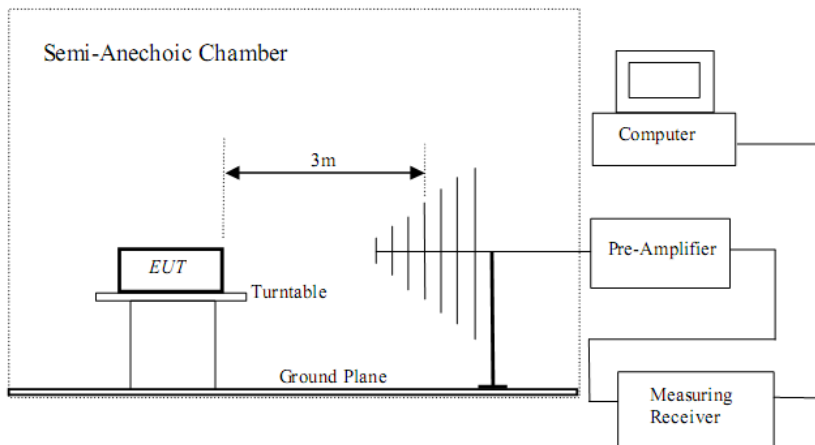 Semi-Anechoic Chamber
3m
EUT
Turntable
Ground Plane
Computer
Pre-Amplifier
Measuring
Receiver